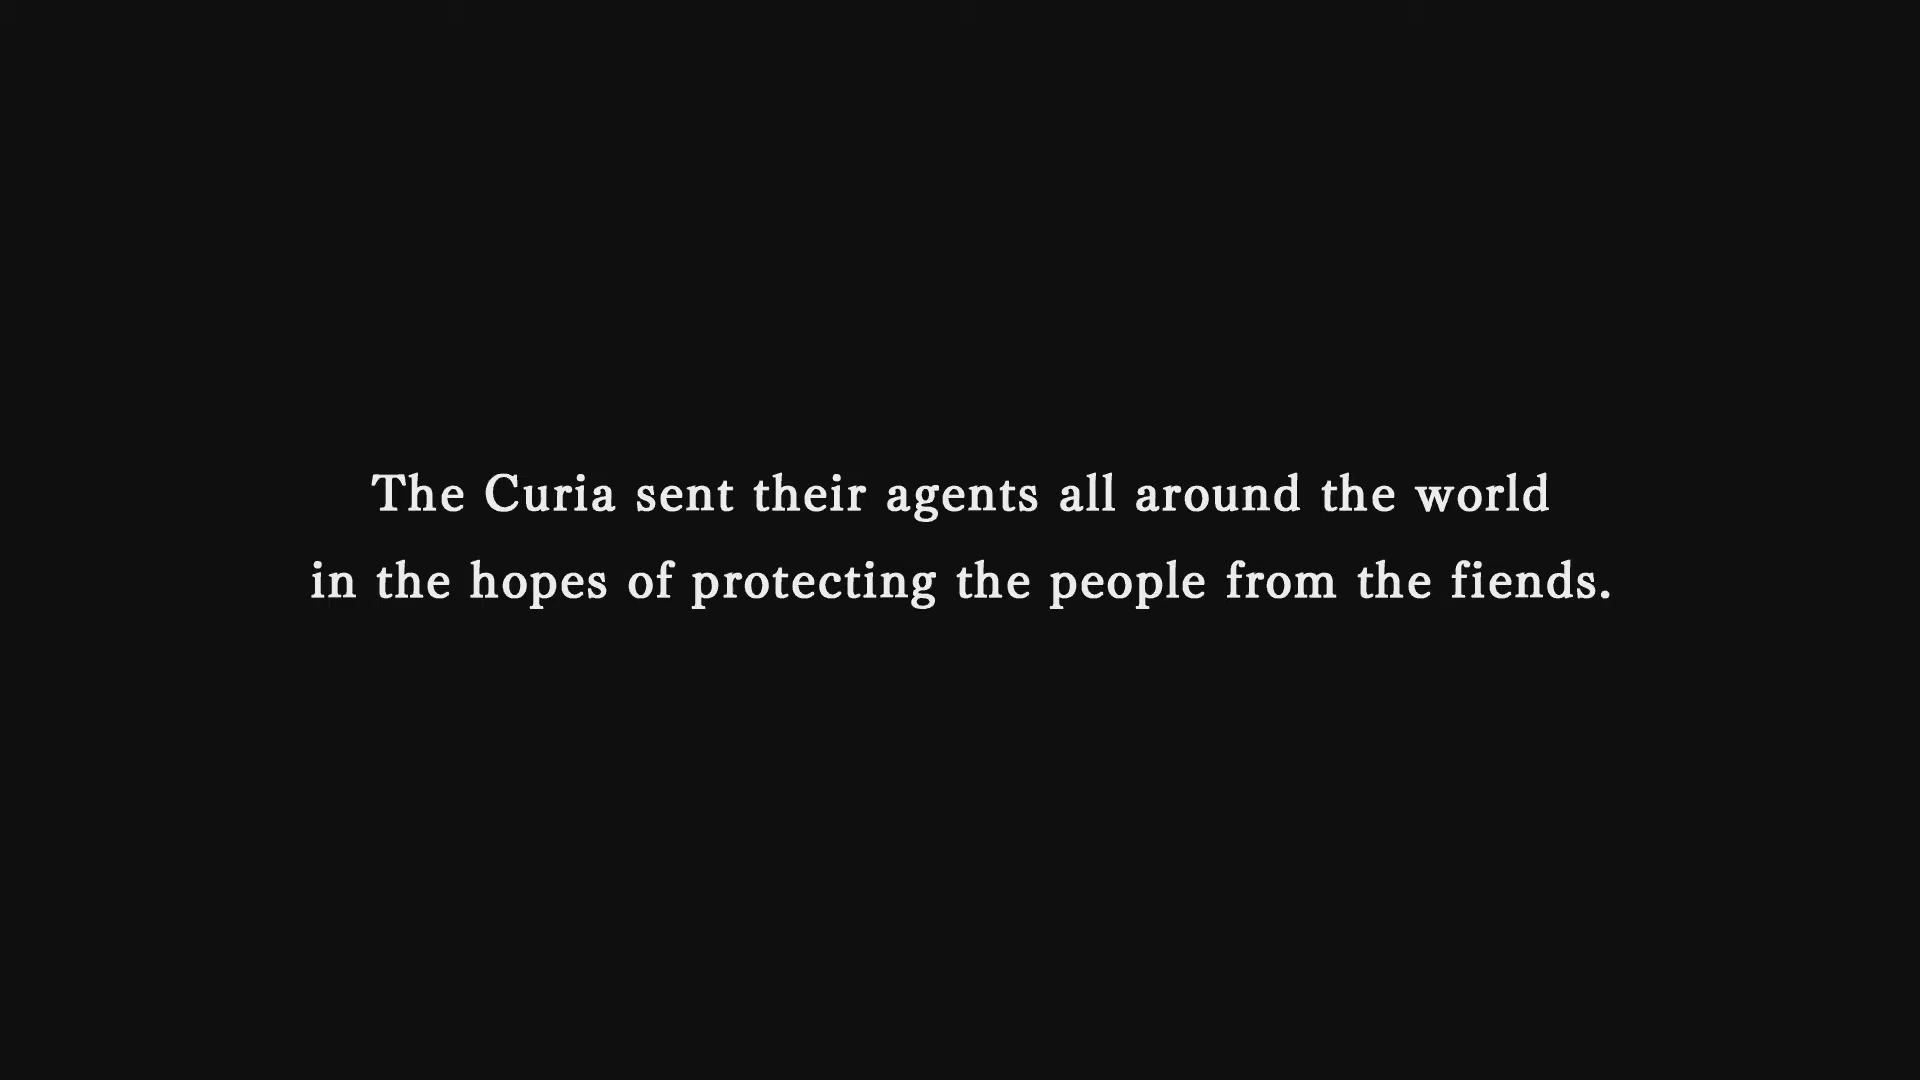 The Curia sent their agents all around the world
in the hopes of protecting the people from the fiends.